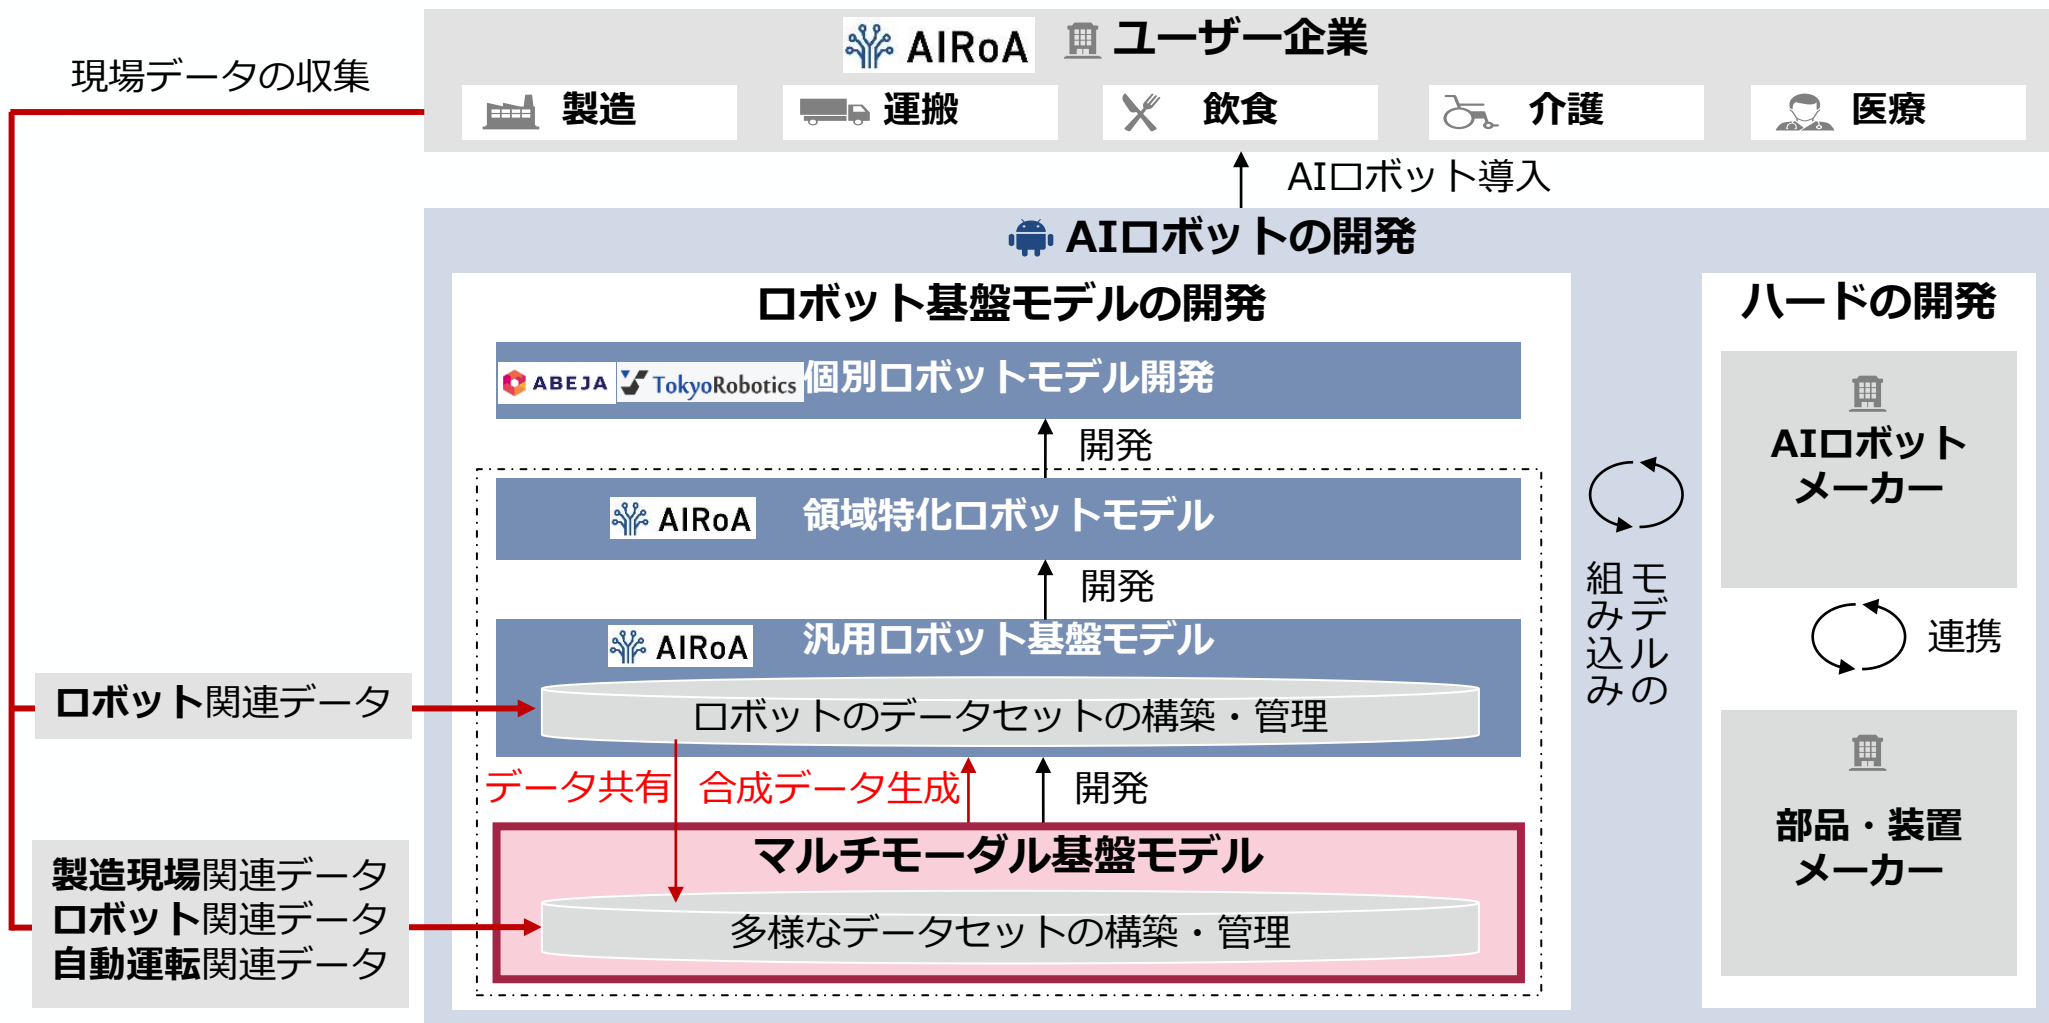 AIRoA ユーザー企業
現場データの収集
製造
運搬
飲食
介護
医療
AIロボット導入
AIロボットの開発
ロボット基盤モデルの開発
ABEJA TokyoRobotics 個別ロボットモデル開発
開発
AIRoA 領域特化ロボットモデル
開発
AIRoA 汎用ロボット基盤モデル
ロボット関連データ
ロボットのデータセットの構築・管理
データ共有
合成データ生成
開発
マルチモーダル基盤モデル
製造現場関連データ
ロボット関連データ
自動運転関連データ
多様なデータセットの構築・管理
モデルの
組み込み
ハードの開発
AIロボット
メーカー
連携
部品・装置
メーカー